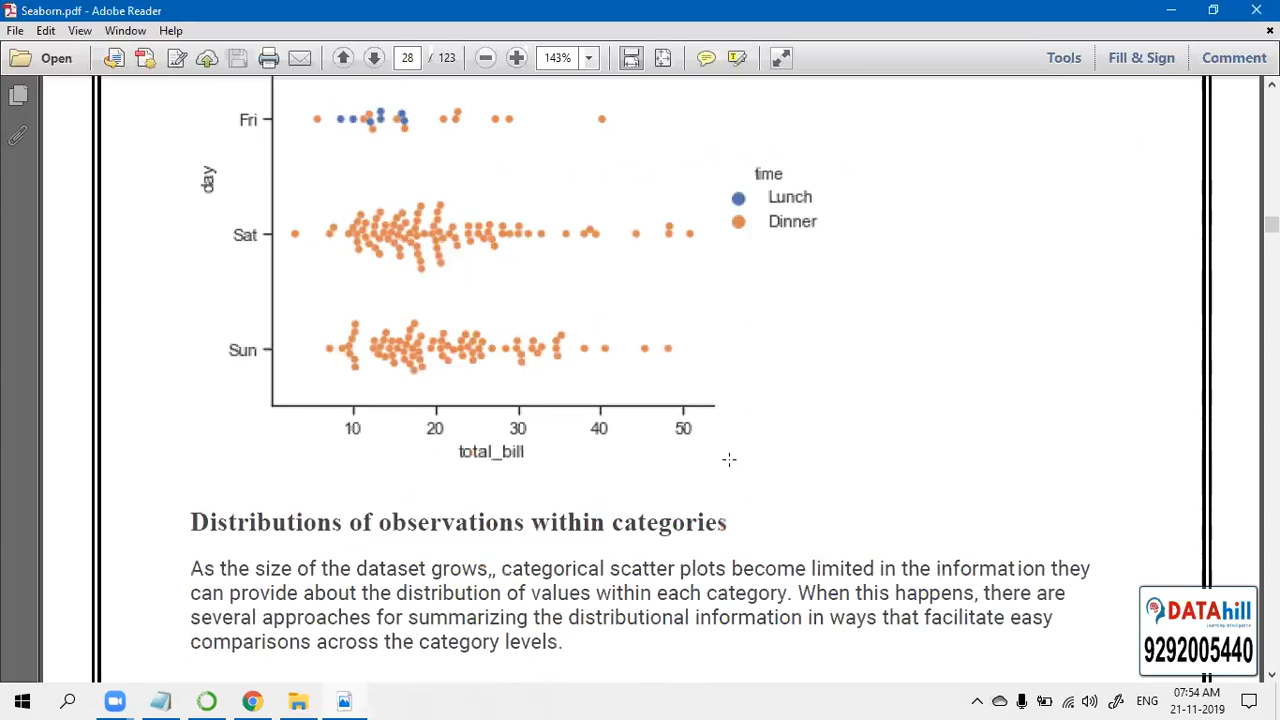 Seaborn.pdf - Adobe Reader
File Edit View Window Help
Open 28 / 123 143% Tools Fill & Sign Comment
Fri
day
time
Lunch
Sat
Dinner
Sun
10 20 30 40 50
total_bill
Distributions of observations within categories
As the size of the dataset grows,, categorical scatter plots become limited in the information they
can provide about the distribution of values within each category. When this happens, there are
several approaches for summarizing the distributional information in ways that facilitate easy
comparisons across the category levels.
DATAhill
9292005440
ENG
07:54 AM
21-11-2019